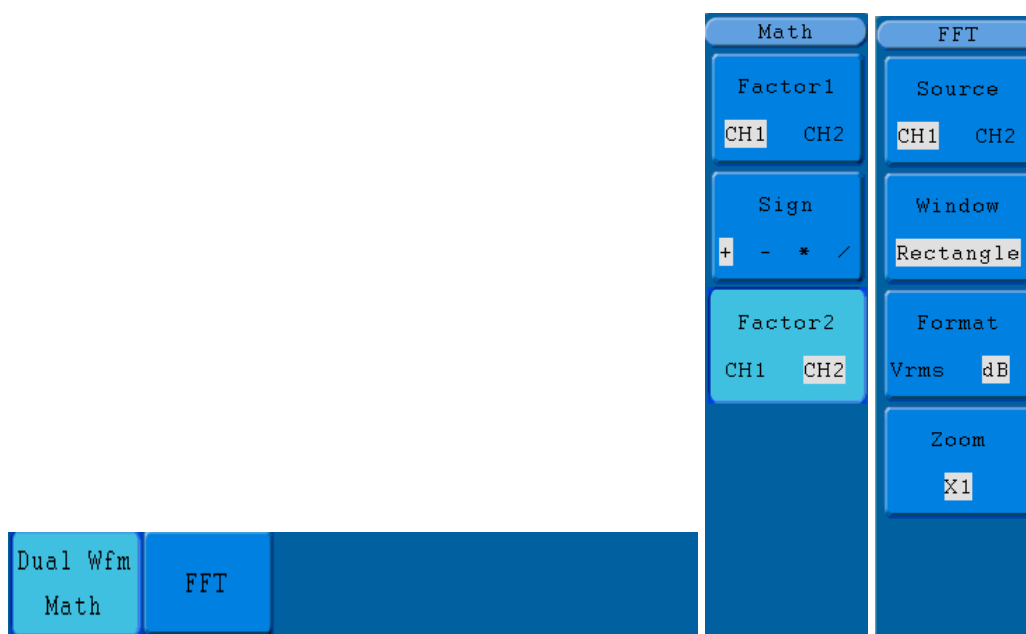 Math
Factor1
CH1 CH2
Sign
+ - * /
Factor2
CH1 CH2
FFT
Source
CH1 CH2
Window
Rectangle
Format
Vrms dB
Zoom
X1
Dual Wfm
Math
FFT